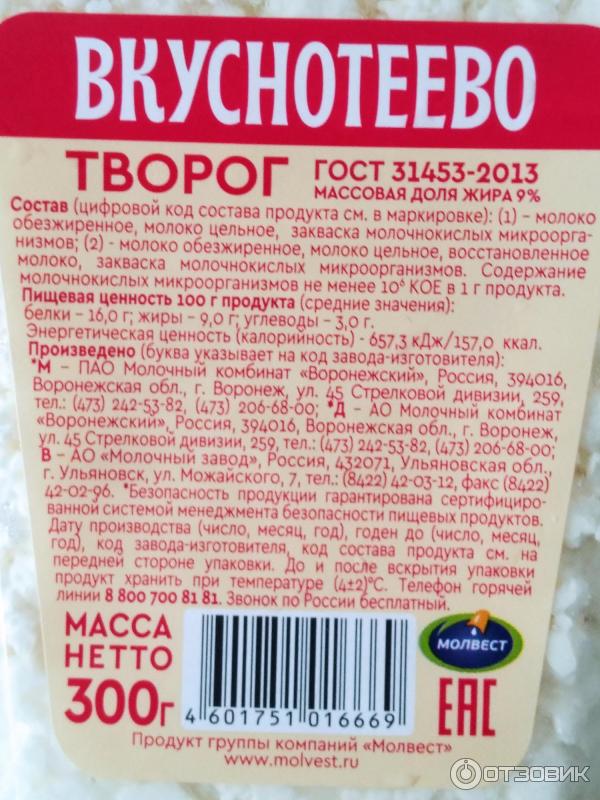 ВКУСНОТЕЕВО
ТВОРОГ ГОСТ 31453-2013
МАССОВАЯ ДОЛЯ ЖИРА 9%
Состав (цифровой код состава продукта см. в маркировке): (1) – молоко
обезжиренное, молоко цельное, закваска молочнокислых микроорга-
низмов; (2) - молоко обезжиренное, молоко цельное, восстановленное
молоко, закваска молочнокислых микроорганизмов. Содержание
молочнокислых микроорганизмов не менее 10⁶ КОЕ в 1 г продукта.
Пищевая ценность 100 г продукта (средние значения):
белки – 16,0 г; жиры – 9,0 г; углеводы – 3,0 г.
Энергетическая ценность (калорийность) - 657,3 кДж/157,0 ккал.
Произведено (буква указывает на код завода-изготовителя):
*М – ПАО Молочный комбинат «Воронежский», Россия, 394016,
Воронежская обл., г. Воронеж, ул. 45 Стрелковой дивизии, 259,
тел.: (473) 242-53-82, (473) 206-68-00; *Д - АО Молочный комбинат
«Воронежский», Россия, 394016, Воронежская обл., г. Воронеж,
ул. 45 Стрелковой дивизии, 259, тел.: (473) 242-53-82, (473) 206-68-00;
В – АО «Молочный завод», Россия, 432071, Ульяновская обл.,
г. Ульяновск, ул. Можайского, 7, тел.: (8422) 42-03-12, факс (8422)
42-02-96. *Безопасность продукции гарантирована сертифициро-
ванной системой менеджмента безопасности пищевых продуктов.
Дату производства (число, месяц, год), годен до (число, месяц,
год), код завода-изготовителя, код состава продукта см. на
передней стороне упаковки. До и после вскрытия упаковки
продукт хранить при температуре (4±2)°С. Телефон горячей
линии 8 800 700 81 81. Звонок по России бесплатный.
МАССА
НЕТТО
300г
4 601751 016669
МОЛВЕСТ
ЕАС
Продукт группы компаний «Молвест»
www.molvest.ru
ОТЗОВИК